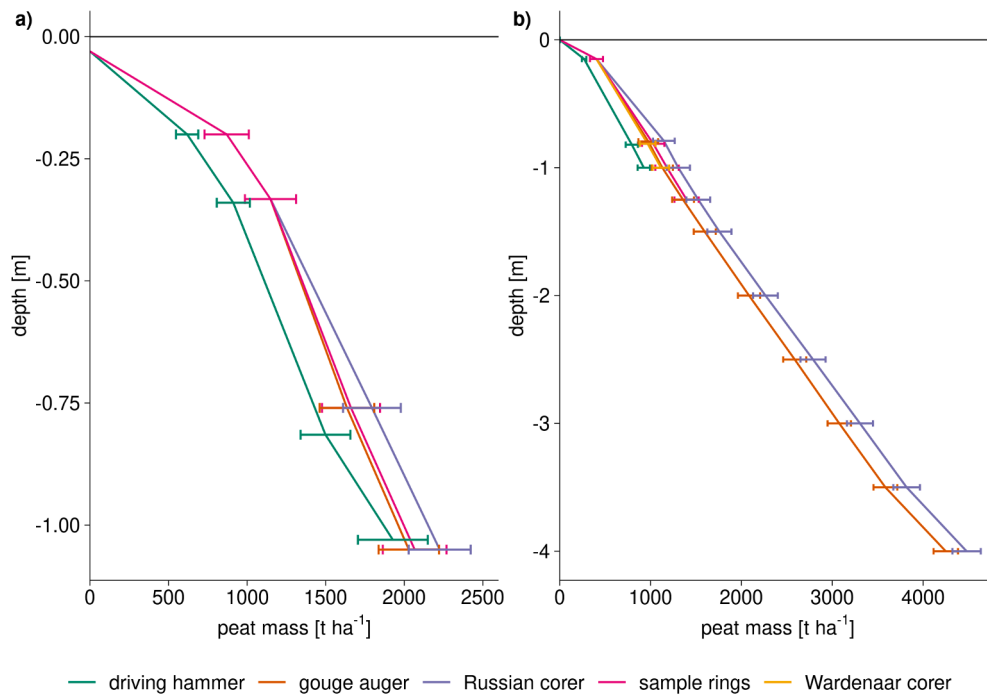 a)
0.00
-0.25
-0.50
-0.75
-1.00
depth [m]
0 500 1000 1500 2000 2500
peat mass [t ha⁻¹]
b)
0
-1
-2
-3
-4
depth [m]
0 1000 2000 3000 4000
peat mass [t ha⁻¹]
driving hammer gouge auger Russian corer sample rings Wardenaar corer